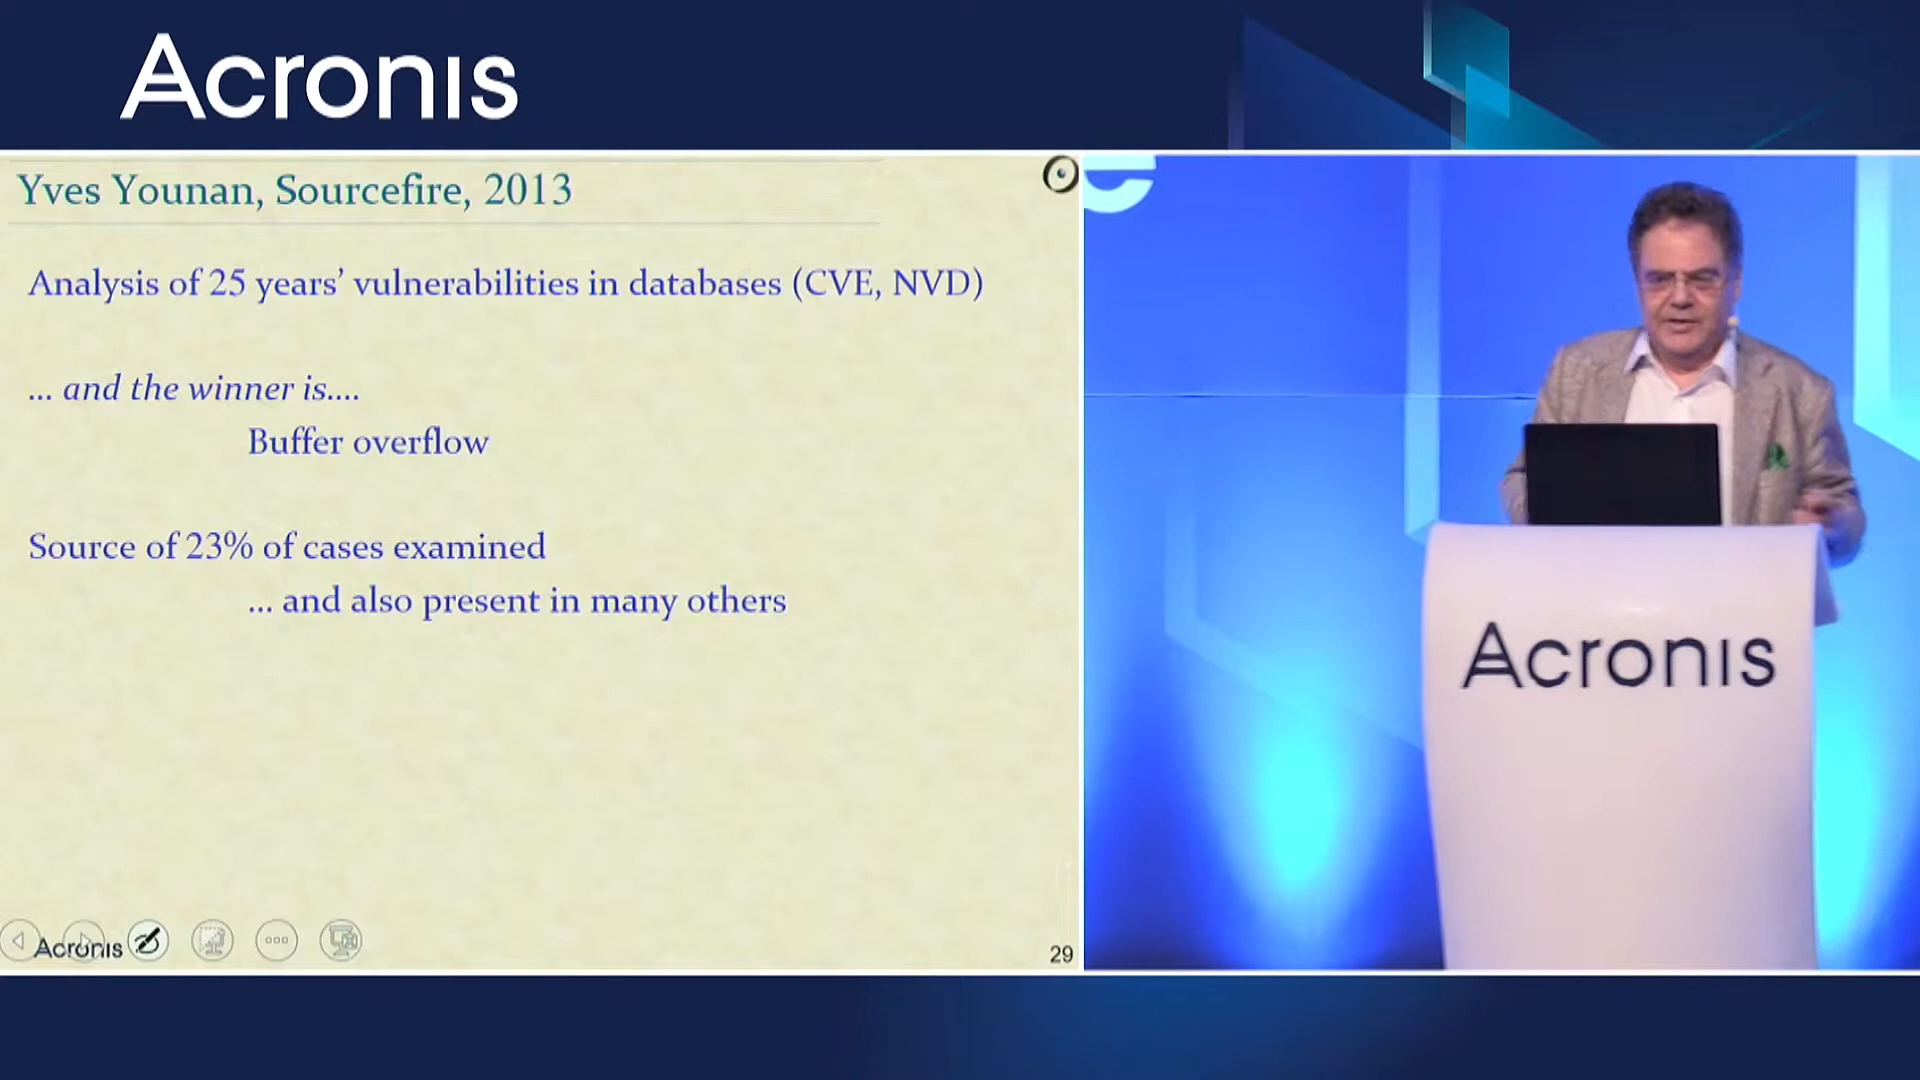 Acronis
Yves Younan, Sourcefire, 2013
Analysis of 25 years’ vulnerabilities in databases (CVE, NVD)
... and the winner is....
Buffer overflow
Source of 23% of cases examined
... and also present in many others
Acronis
29
Acronis